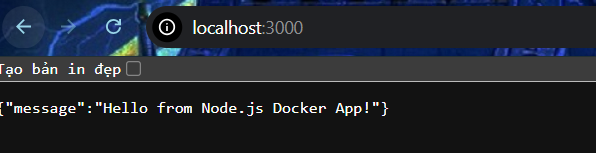 localhost:3000
Tạo bản in đẹp
{"message":"Hello from Node.js Docker App!"}